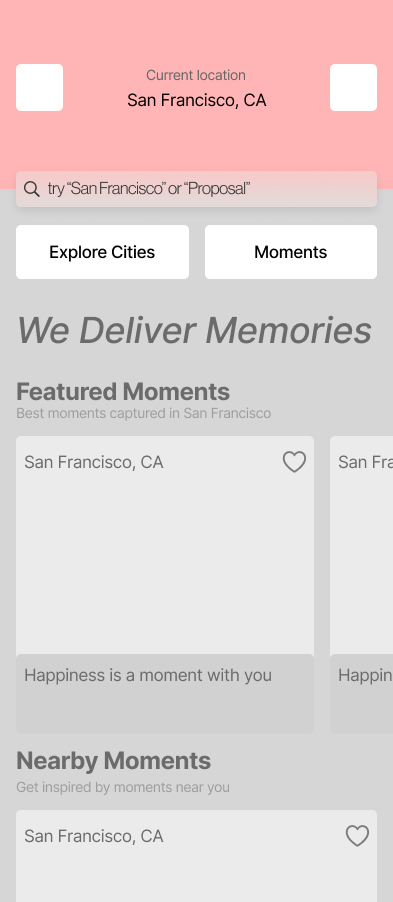 Current location
San Francisco, CA
try “San Francisco” or “Proposal”
Explore Cities
Moments
We Deliver Memories
Featured Moments
Best moments captured in San Francisco
San Francisco, CA
San Fra
Happiness is a moment with you
Happin
Nearby Moments
Get inspired by moments near you
San Francisco, CA